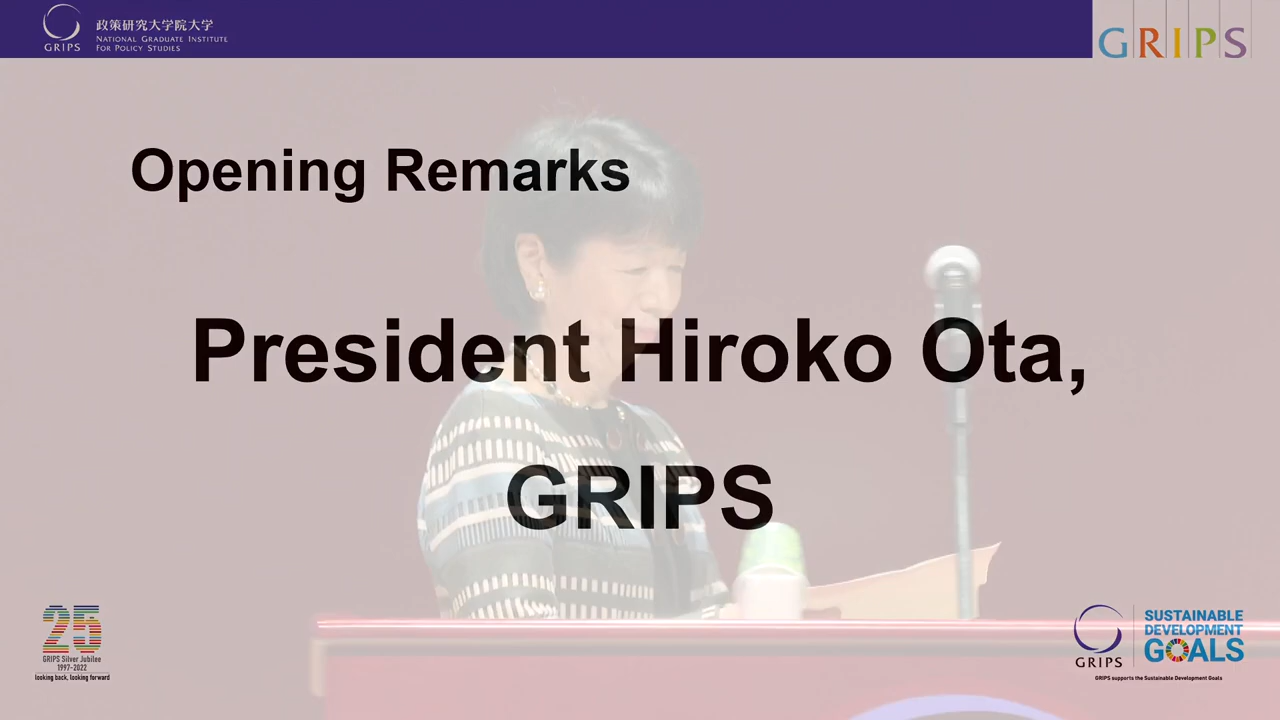 GRIPS
政策研究大学院大学
NATIONAL GRADUATE INSTITUTE
FOR POLICY STUDIES
GRIPS
Opening Remarks
President Hiroko Ota,
GRIPS
25
GRIPS Silver Jubilee
1997-2022
looking back, looking forward
GRIPS
SUSTAINABLE
DEVELOPMENT
GOALS
GRIPS supports the Sustainable Development Goals